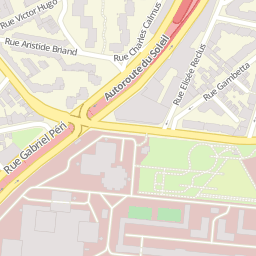 Rue Victor Hugo
Rue Aristide Briand
Rue Charles Calmus
Autoroute du Soleil
Rue Élisée Reclus
Rue Gambetta
Rue Gabriel Péri